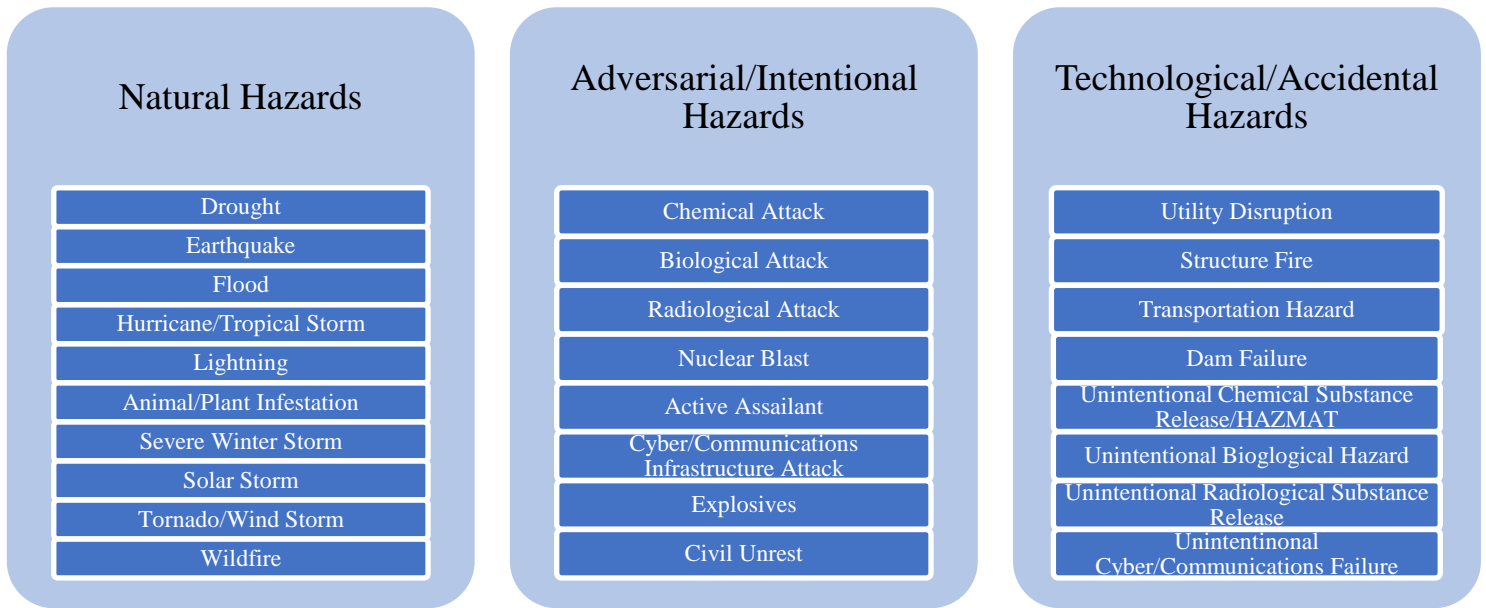 Natural Hazards
Drought
Earthquake
Flood
Hurricane/Tropical Storm
Lightning
Animal/Plant Infestation
Severe Winter Storm
Solar Storm
Tornado/Wind Storm
Wildfire
Adversarial/Intentional
Hazards
Chemical Attack
Biological Attack
Radiological Attack
Nuclear Blast
Active Assailant
Cyber/Communications
Infrastructure Attack
Explosives
Civil Unrest
Technological/Accidental
Hazards
Utility Disruption
Structure Fire
Transportation Hazard
Dam Failure
Unintentional Chemical Substance
Release/HAZMAT
Unintentional Bioglogical Hazard
Unintentional Radiological Substance
Release
Unintentinonal
Cyber/Communications Failure